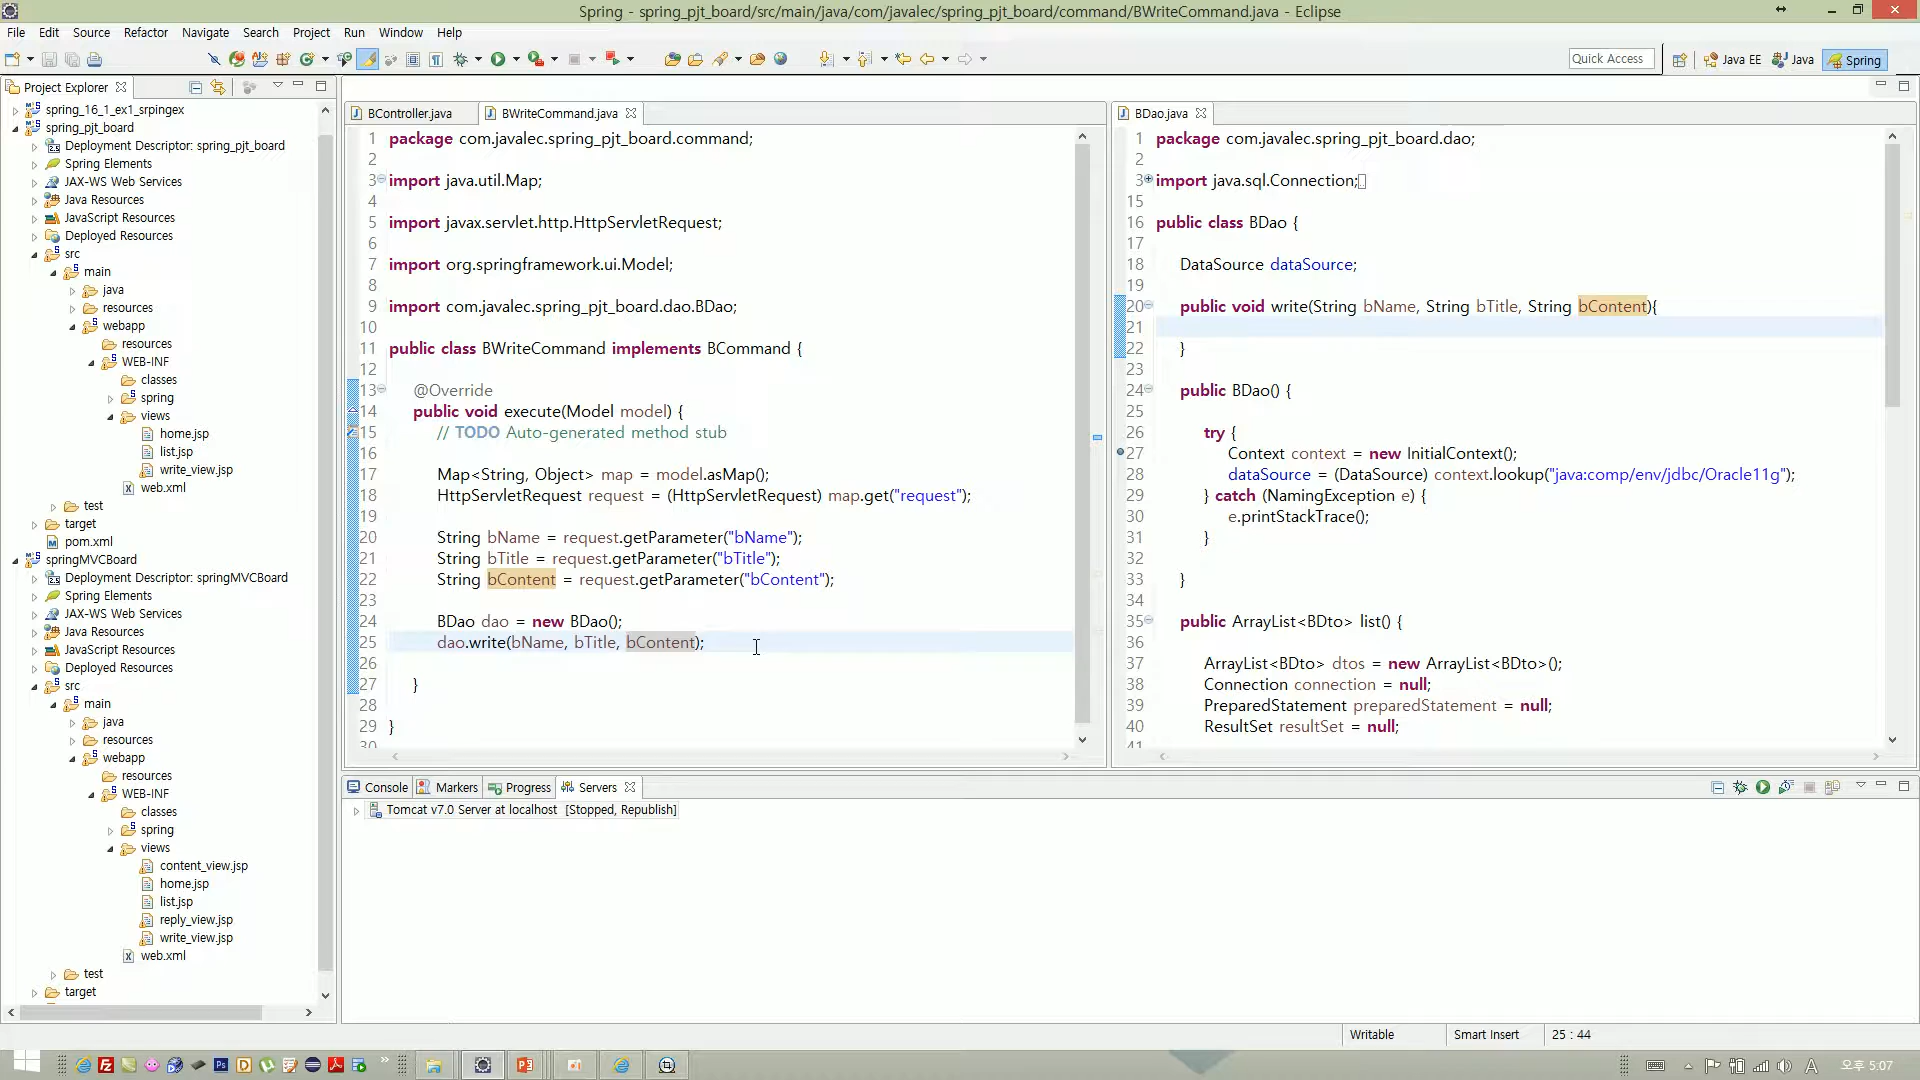 Spring - spring_pjt_board/src/main/java/com/javalec/spring_pjt_board/command/BWriteCommand.java - Eclipse
File Edit Source Refactor Navigate Search Project Run Window Help
Quick Access Java EE Java Spring
Project Explorer
spring_16_1_ex1_srpingex
spring_pjt_board
Deployment Descriptor: spring_pjt_board
Spring Elements
JAX-WS Web Services
Java Resources
JavaScript Resources
Deployed Resources
src
main
java
resources
webapp
resources
WEB-INF
classes
spring
views
home.jsp
list.jsp
write_view.jsp
web.xml
test
target
pom.xml
springMVCBoard
Deployment Descriptor: springMVCBoard
Spring Elements
JAX-WS Web Services
Java Resources
JavaScript Resources
Deployed Resources
src
main
java
resources
webapp
resources
WEB-INF
classes
spring
views
content_view.jsp
home.jsp
list.jsp
reply_view.jsp
write_view.jsp
web.xml
test
target
BController.java BWriteCommand.java
1 package com.javalec.spring_pjt_board.command;
2
3 import java.util.Map;
4
5 import javax.servlet.http.HttpServletRequest;
6
7 import org.springframework.ui.Model;
8
9 import com.javalec.spring_pjt_board.dao.BDao;
10
11 public class BWriteCommand implements BCommand {
12
13 @Override
14 public void execute(Model model) {
15 // TODO Auto-generated method stub
16
17 Map<String, Object> map = model.asMap();
18 HttpServletRequest request = (HttpServletRequest) map.get("request");
19
20 String bName = request.getParameter("bName");
21 String bTitle = request.getParameter("bTitle");
22 String bContent = request.getParameter("bContent");
23
24 BDao dao = new BDao();
25 dao.write(bName, bTitle, bContent);
26
27 }
28
29 }
30
BDao.java
1 package com.javalec.spring_pjt_board.dao;
2
3 import java.sql.Connection;
15
16 public class BDao {
17
18 DataSource dataSource;
19
20 public void write(String bName, String bTitle, String bContent){
21
22 }
23
24 public BDao() {
25
26 try {
27 Context context = new InitialContext();
28 dataSource = (DataSource) context.lookup("java:comp/env/jdbc/Oracle11g");
29 } catch (NamingException e) {
30 e.printStackTrace();
31 }
32
33 }
34
35 public ArrayList<BDto> list() {
36
37 ArrayList<BDto> dtos = new ArrayList<BDto>();
38 Connection connection = null;
39 PreparedStatement preparedStatement = null;
40 ResultSet resultSet = null;
41
Console Markers Progress Servers
Tomcat v7.0 Server at localhost [Stopped, Republish]
Writable Smart Insert 25 : 44
A 오후 5:07